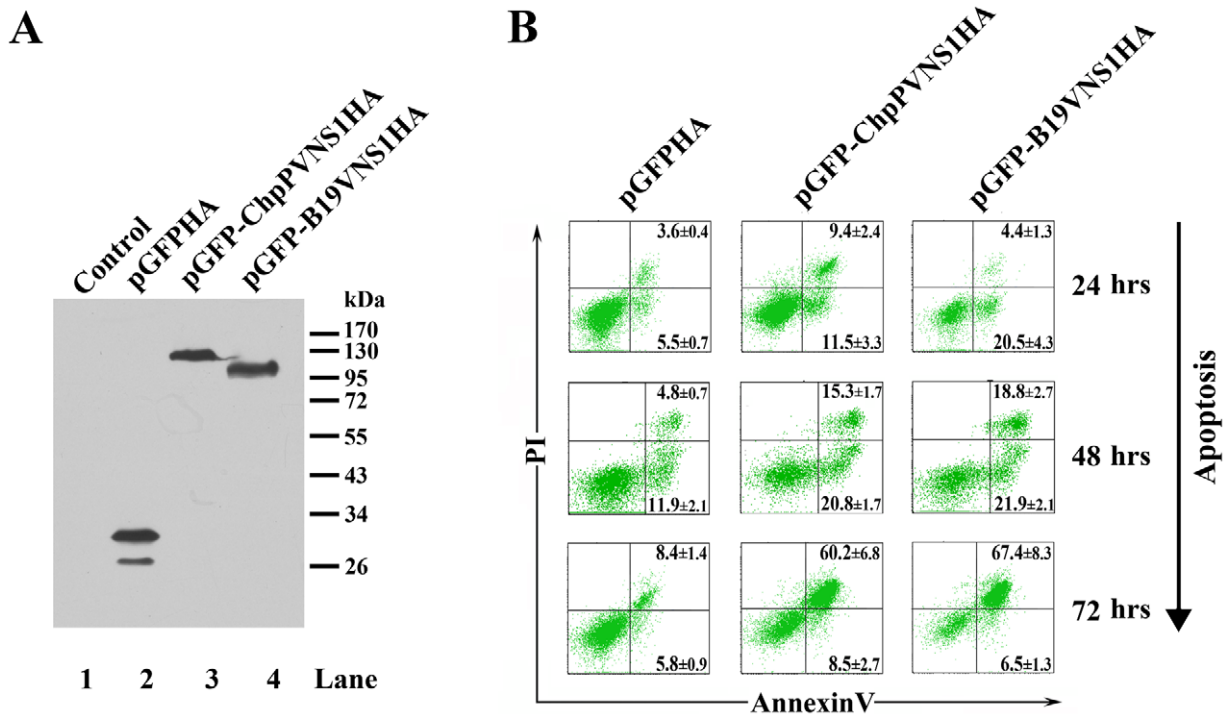 A
Control
pGFPHA
pGFP-ChpPVNS1HA
pGFP-B19VNS1HA
kDa
170
130
95
72
55
43
34
26
1 2 3 4 Lane
B
pGFPHA
pGFP-ChpPVNS1HA
pGFP-B19VNS1HA
3.6±0.4
5.5±0.7
9.4±2.4
11.5±3.3
4.4±1.3
20.5±4.3
24 hrs
4.8±0.7
11.9±2.1
15.3±1.7
20.8±1.7
18.8±2.7
21.9±2.1
48 hrs
8.4±1.4
5.8±0.9
60.2±6.8
8.5±2.7
67.4±8.3
6.5±1.3
72 hrs
PI
AnnexinV
Apoptosis